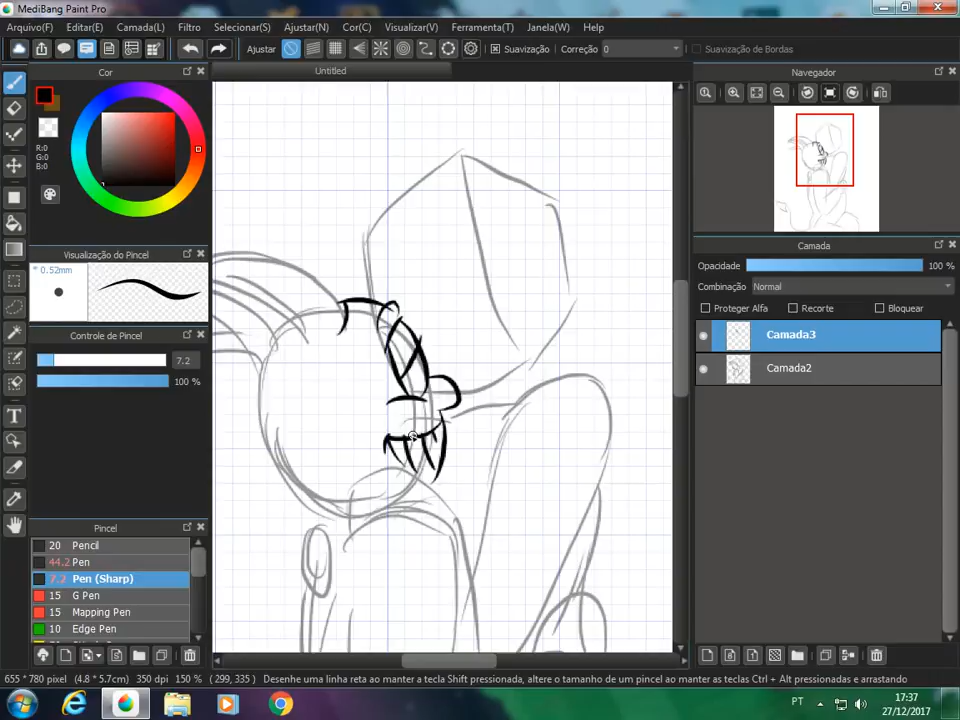 MediBang Paint Pro
Arquivo(F) Editar(E) Camada(L) Filtro Selecionar(S) Ajustar(N) Cor(C) Visualizar(V) Ferramenta(T) Janela(W) Help
Ajustar Suavização Correção 0 Suavização de Bordas
Cor
Untitled
Navegador
R:0
G:0
B:0
Camada
Visualização do Pincel
* 0.52mm
Opacidade 100 %
Combinação Normal
Proteger Alfa Recorte Bloquear
Controle de Pincel
Camada3
7.2
Camada2
100 %
Pincel
20 Pencil
44.2 Pen
7.2 Pen (Sharp)
15 G Pen
15 Mapping Pen
10 Edge Pen
655 * 780 pixel (4.8 * 5.7cm) 350 dpi 150 % (299, 335) Desenhe uma linha reta ao manter a tecla Shift pressionada, altere o tamanho de um pincel ao manter as teclas Ctrl + Alt pressionadas e arrastando
PT 17:37
27/12/2017